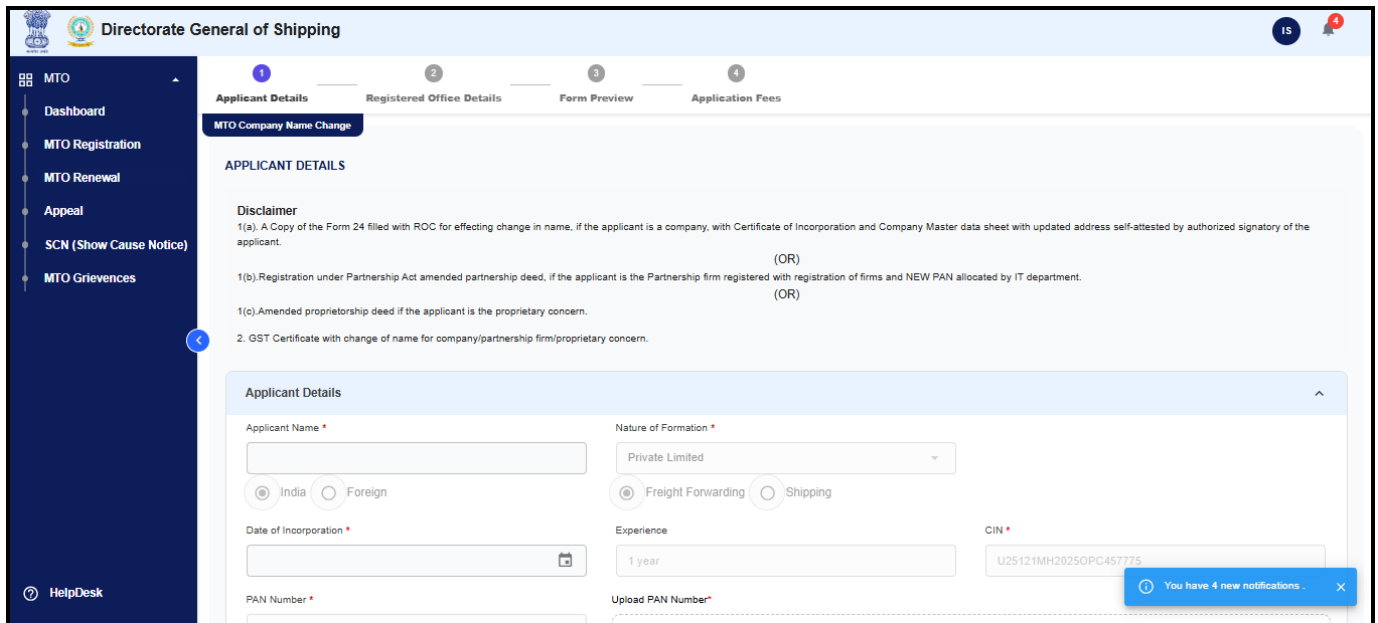 Directorate General of Shipping
IS
4
MTO
Dashboard
MTO Registration
MTO Renewal
Appeal
SCN (Show Cause Notice)
MTO Grievences
HelpDesk
1
2
3
4
Applicant Details
Registered Office Details
Form Preview
Application Fees
MTO Company Name Change
APPLICANT DETAILS
Disclaimer
1(a). A Copy of the Form 24 filled with ROC for effecting change in name, if the applicant is a company, with Certificate of Incorporation and Company Master data sheet with updated address self-attested by authorized signatory of the
applicant.
(OR)
1(b).Registration under Partnership Act amended partnership deed, if the applicant is the Partnership firm registered with registration of firms and NEW PAN allocated by IT department.
(OR)
1(c).Amended proprietorship deed if the applicant is the proprietary concern.
2. GST Certificate with change of name for company/partnership firm/proprietary concern.
Applicant Details
Applicant Name *
Nature of Formation *
Private Limited
India
Foreign
Freight Forwarding
Shipping
Date of Incorporation *
Experience
CIN *
1 year
U25121MH2025OPC457775
PAN Number *
Upload PAN Number*
You have 4 new notifications .